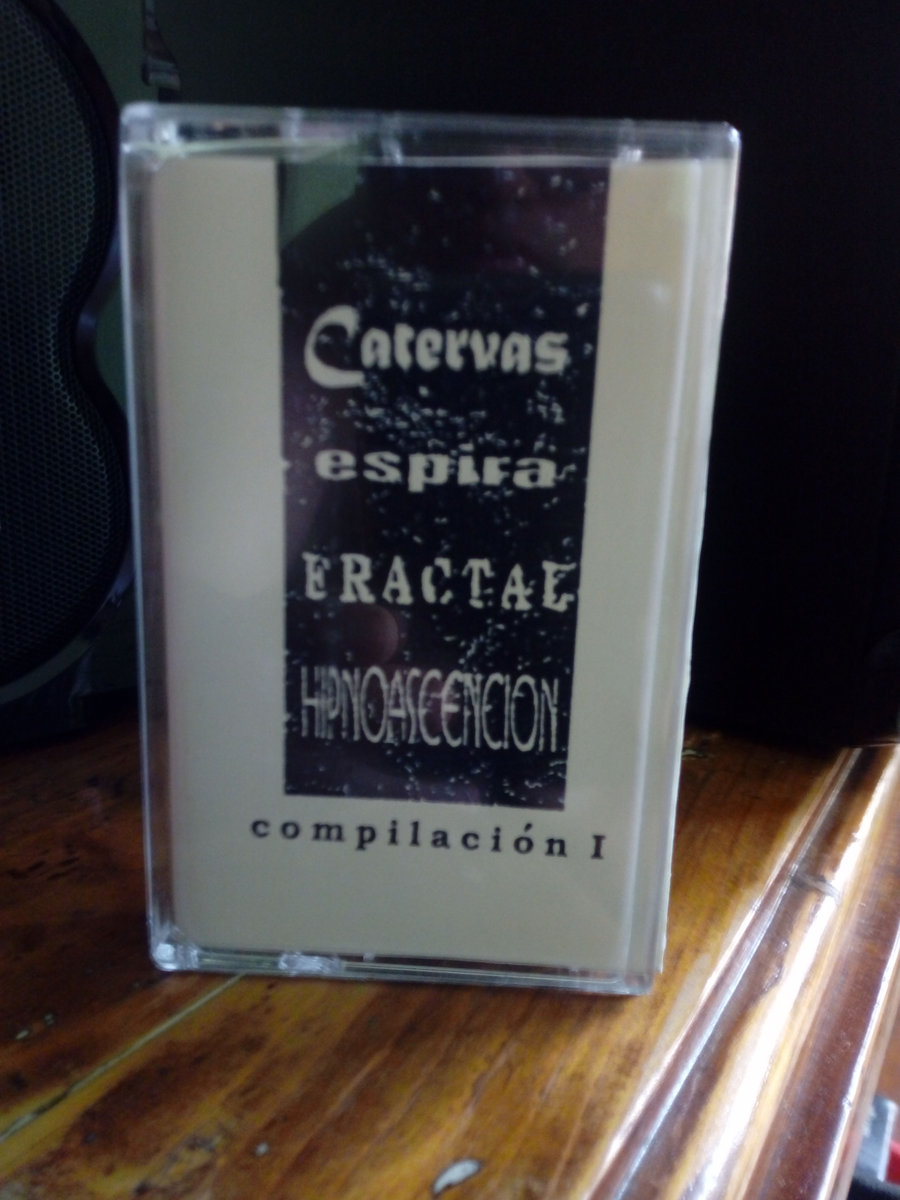 Catervas
espira
FRACTAL
HIPNOASCENCION
compilación I